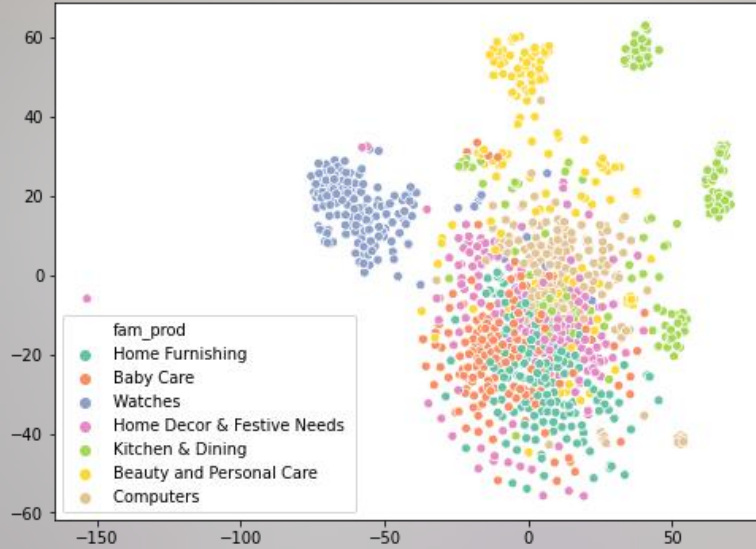 60
40
20
0
−20
−40
−60
fam_prod
Home Furnishing
Baby Care
Watches
Home Decor & Festive Needs
Kitchen & Dining
Beauty and Personal Care
Computers
−150 −100 −50 0 50